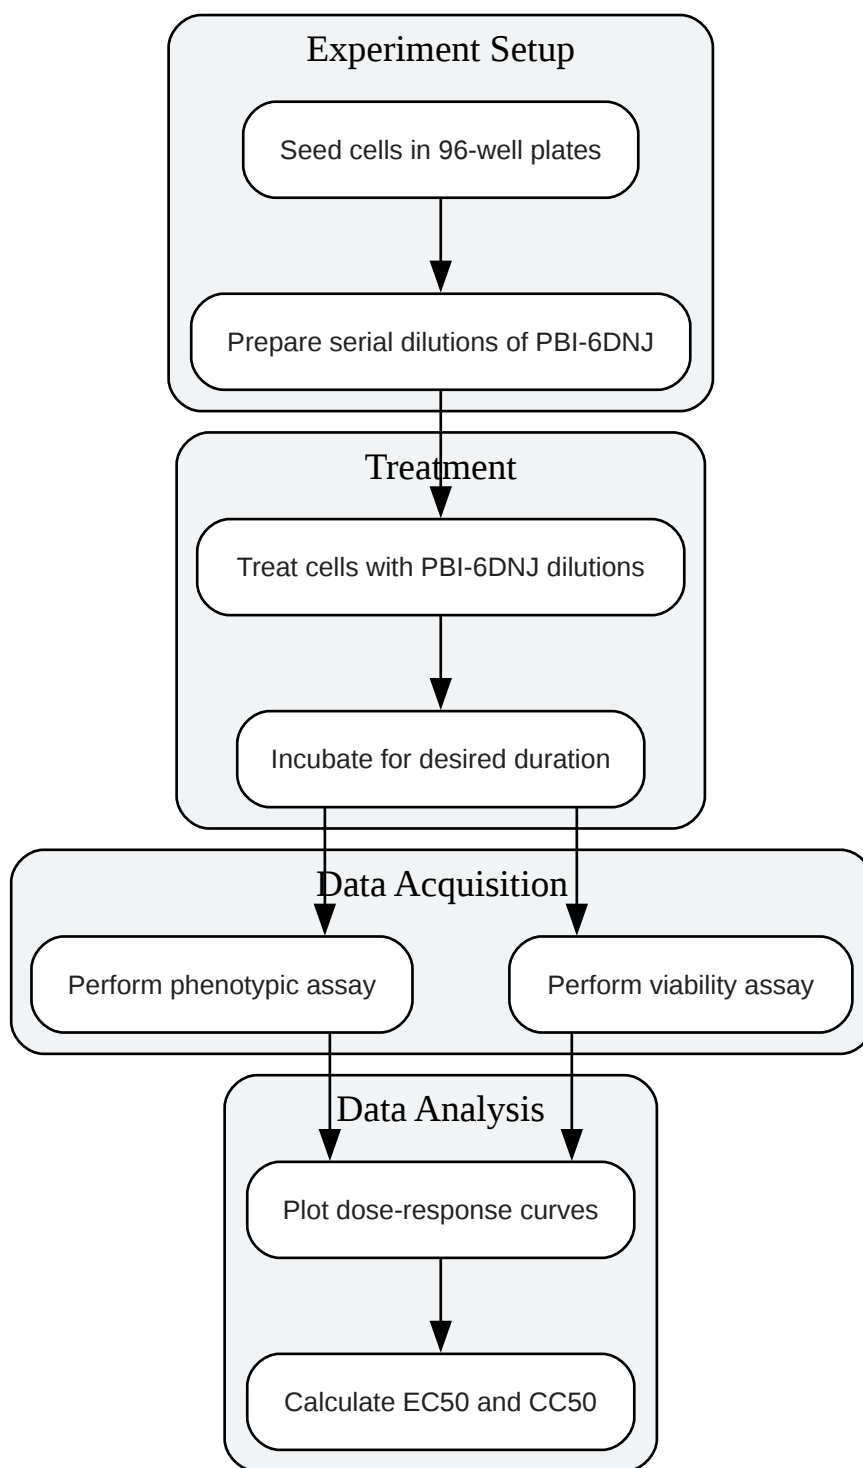 Experiment Setup
Seed cells in 96-well plates
Prepare serial dilutions of PBI-6DNJ
Treatment
Treat cells with PBI-6DNJ dilutions
Incubate for desired duration
Data Acquisition
Perform phenotypic assay
Perform viability assay
Data Analysis
Plot dose-response curves
Calculate EC50 and CC50